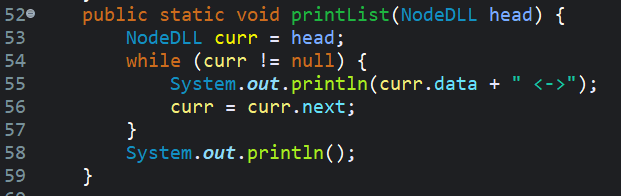 52 public static void printList(NodeDLL head) {
53 NodeDLL curr = head;
54 while (curr != null) {
55 System.out.println(curr.data + " <->");
56 curr = curr.next;
57 }
58 System.out.println();
59 }